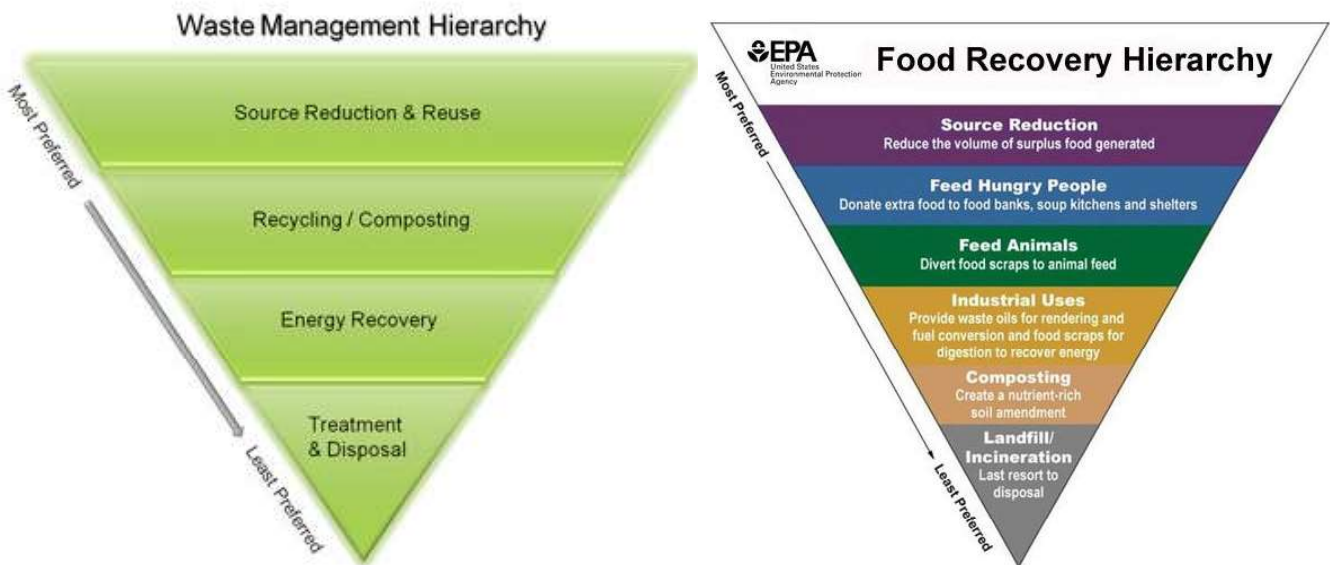 Waste Management Hierarchy
Most Preferred
Source Reduction & Reuse
Recycling / Composting
Energy Recovery
Treatment
& Disposal
Least Preferred
EPA
United States
Environmental Protection
Agency
Food Recovery Hierarchy
Most Preferred
Source Reduction
Reduce the volume of surplus food generated
Feed Hungry People
Donate extra food to food banks, soup kitchens and shelters
Feed Animals
Divert food scraps to animal feed
Industrial Uses
Provide waste oils for rendering and
fuel conversion and food scraps for
digestion to recover energy
Composting
Create a nutrient-rich
soil amendment
Landfill/
Incineration
Last resort to
disposal
Least Preferred